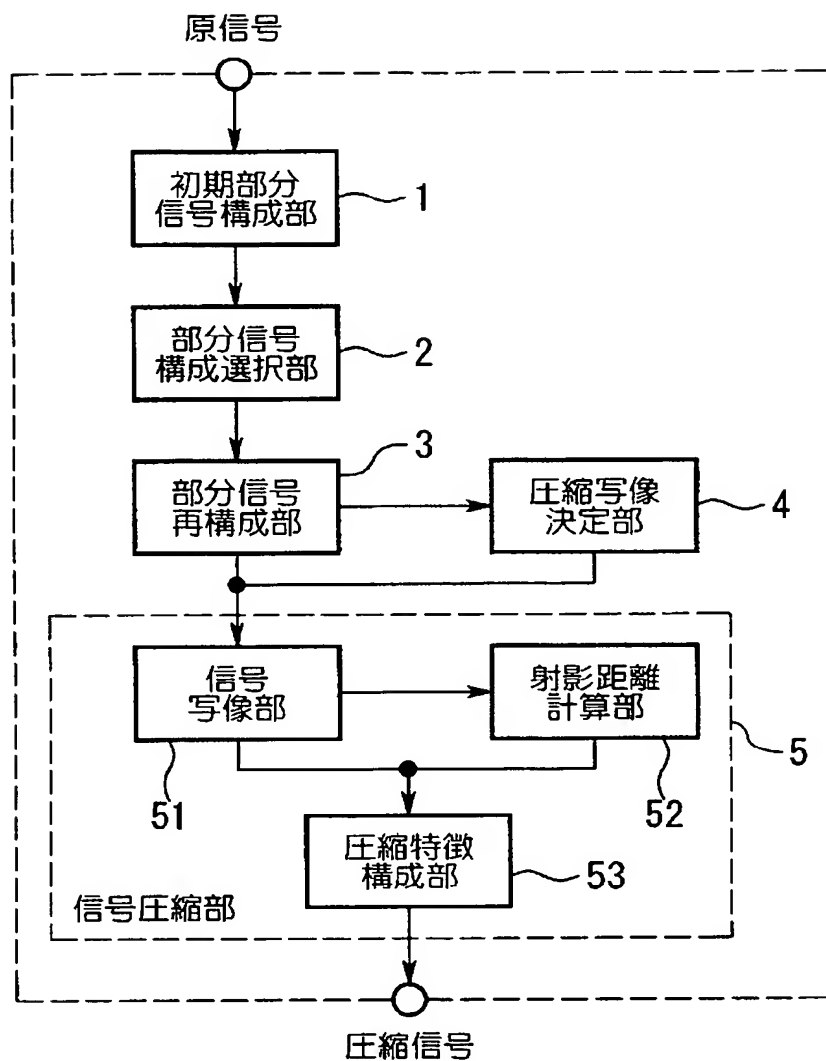 原信号
初期部分
信号構成部
1
部分信号
構成選択部
2
部分信号
再構成部
3
圧縮写像
決定部
4
信号
写像部
51
射影距離
計算部
52
5
圧縮特徴
構成部
53
信号圧縮部
圧縮信号